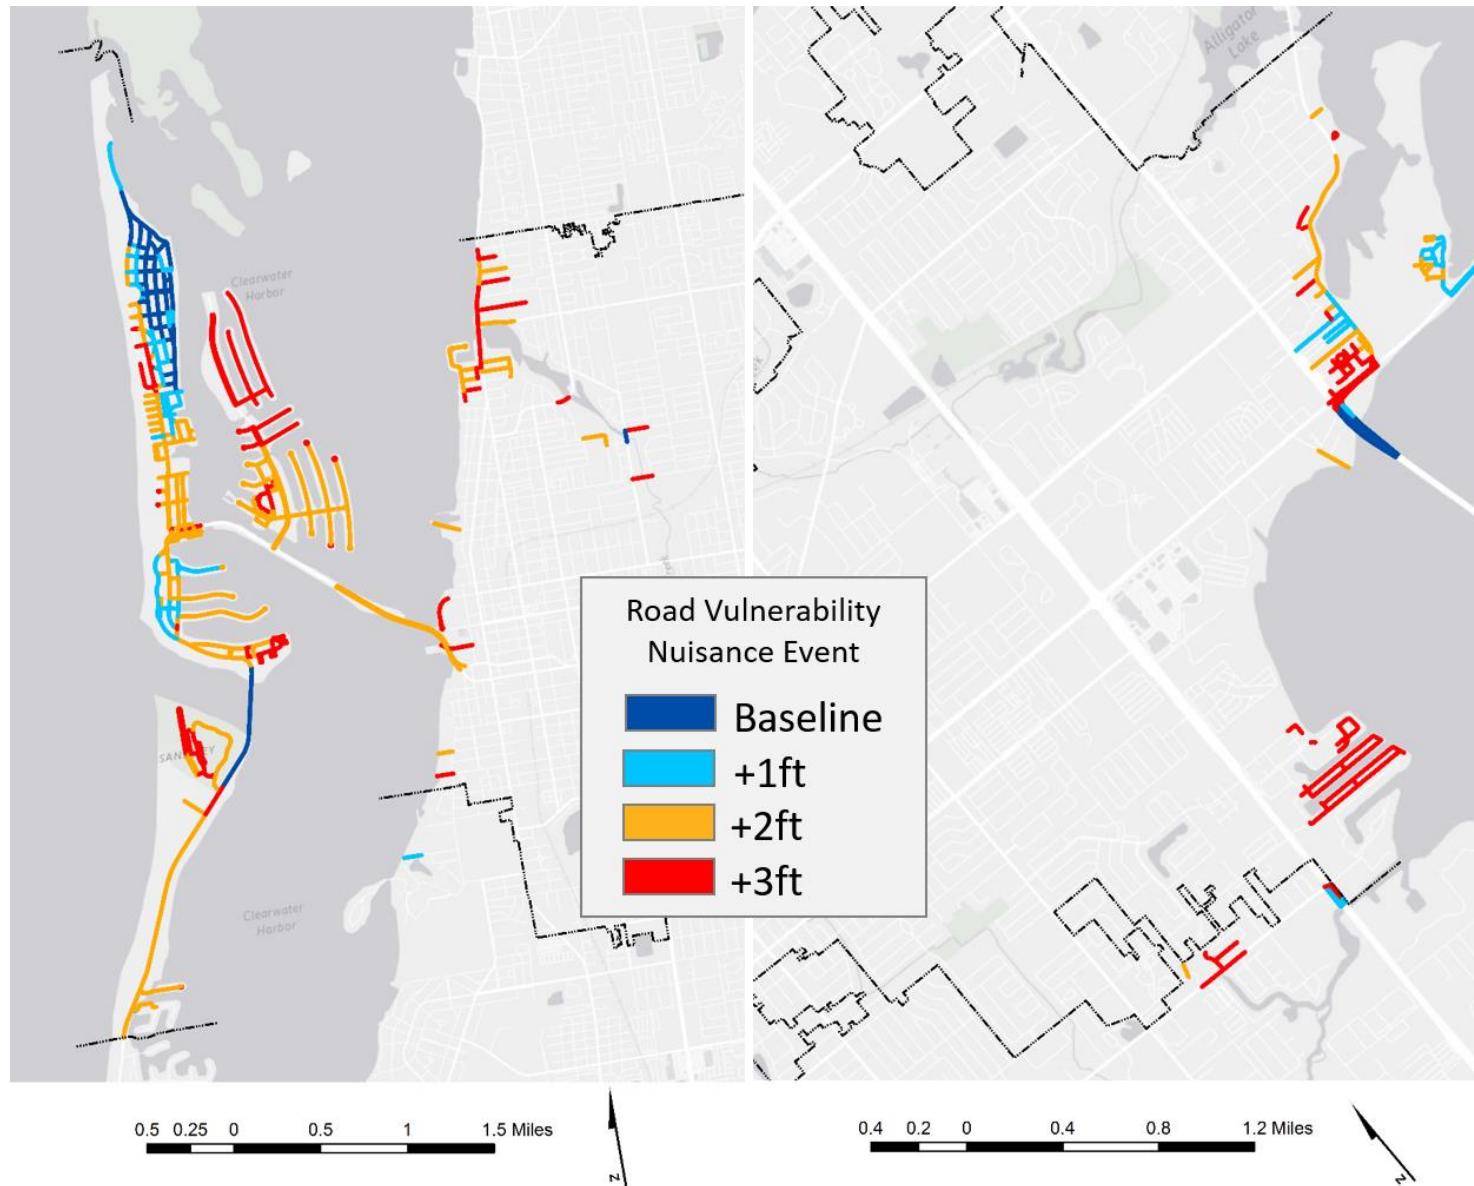 Alligator
Lake
Clearwater
Harbor
Road Vulnerability
Nuisance Event
Baseline
+1ft
+2ft
+3ft
Clearwater
Harbor
0.5 0.25 0 0.5 1 1.5 Miles
N
0.4 0.2 0 0.4 0.8 1.2 Miles
N